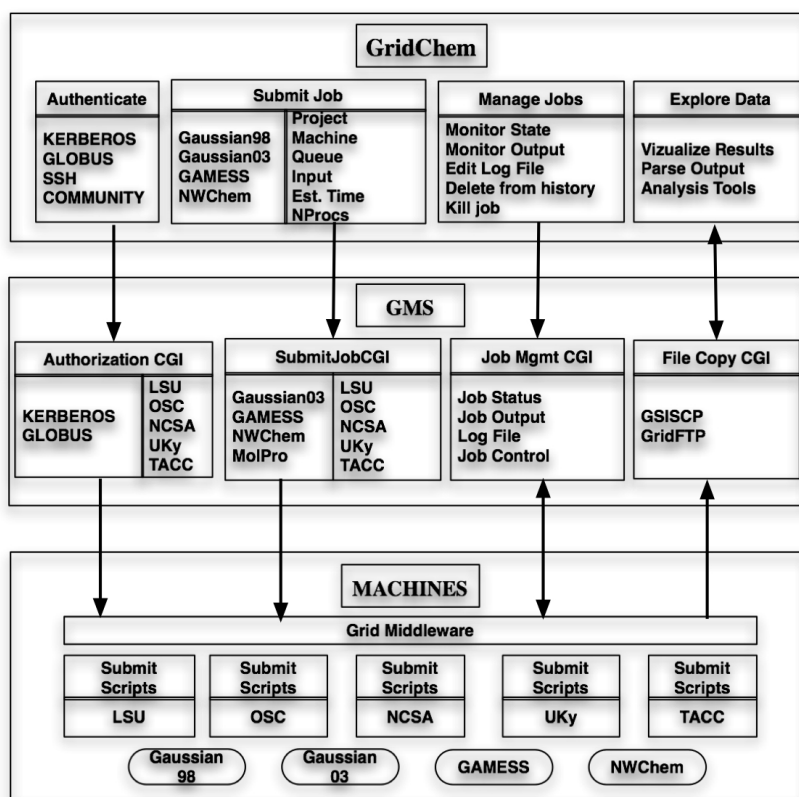 GridChem
Authenticate
KERBEROS
GLOBUS
SSH
COMMUNITY
Submit Job
Gaussian98
Gaussian03
GAMESS
NWChem
Project
Machine
Queue
Input
Est. Time
NProcs
Manage Jobs
Monitor State
Monitor Output
Edit Log File
Delete from history
Kill job
Explore Data
Vizualize Results
Parse Output
Analysis Tools
GMS
Authorization CGI
KERBEROS
GLOBUS
LSU
OSC
NCSA
UKy
TACC
SubmitJobCGI
Gaussian03
GAMESS
NWChem
MolPro
LSU
OSC
NCSA
UKy
TACC
Job Mgmt CGI
Job Status
Job Output
Log File
Job Control
File Copy CGI
GSISCP
GridFTP
MACHINES
Grid Middleware
Submit
Scripts
LSU
Submit
Scripts
OSC
Submit
Scripts
NCSA
Submit
Scripts
UKy
Submit
Scripts
TACC
Gaussian
98
Gaussian
03
GAMESS
NWChem